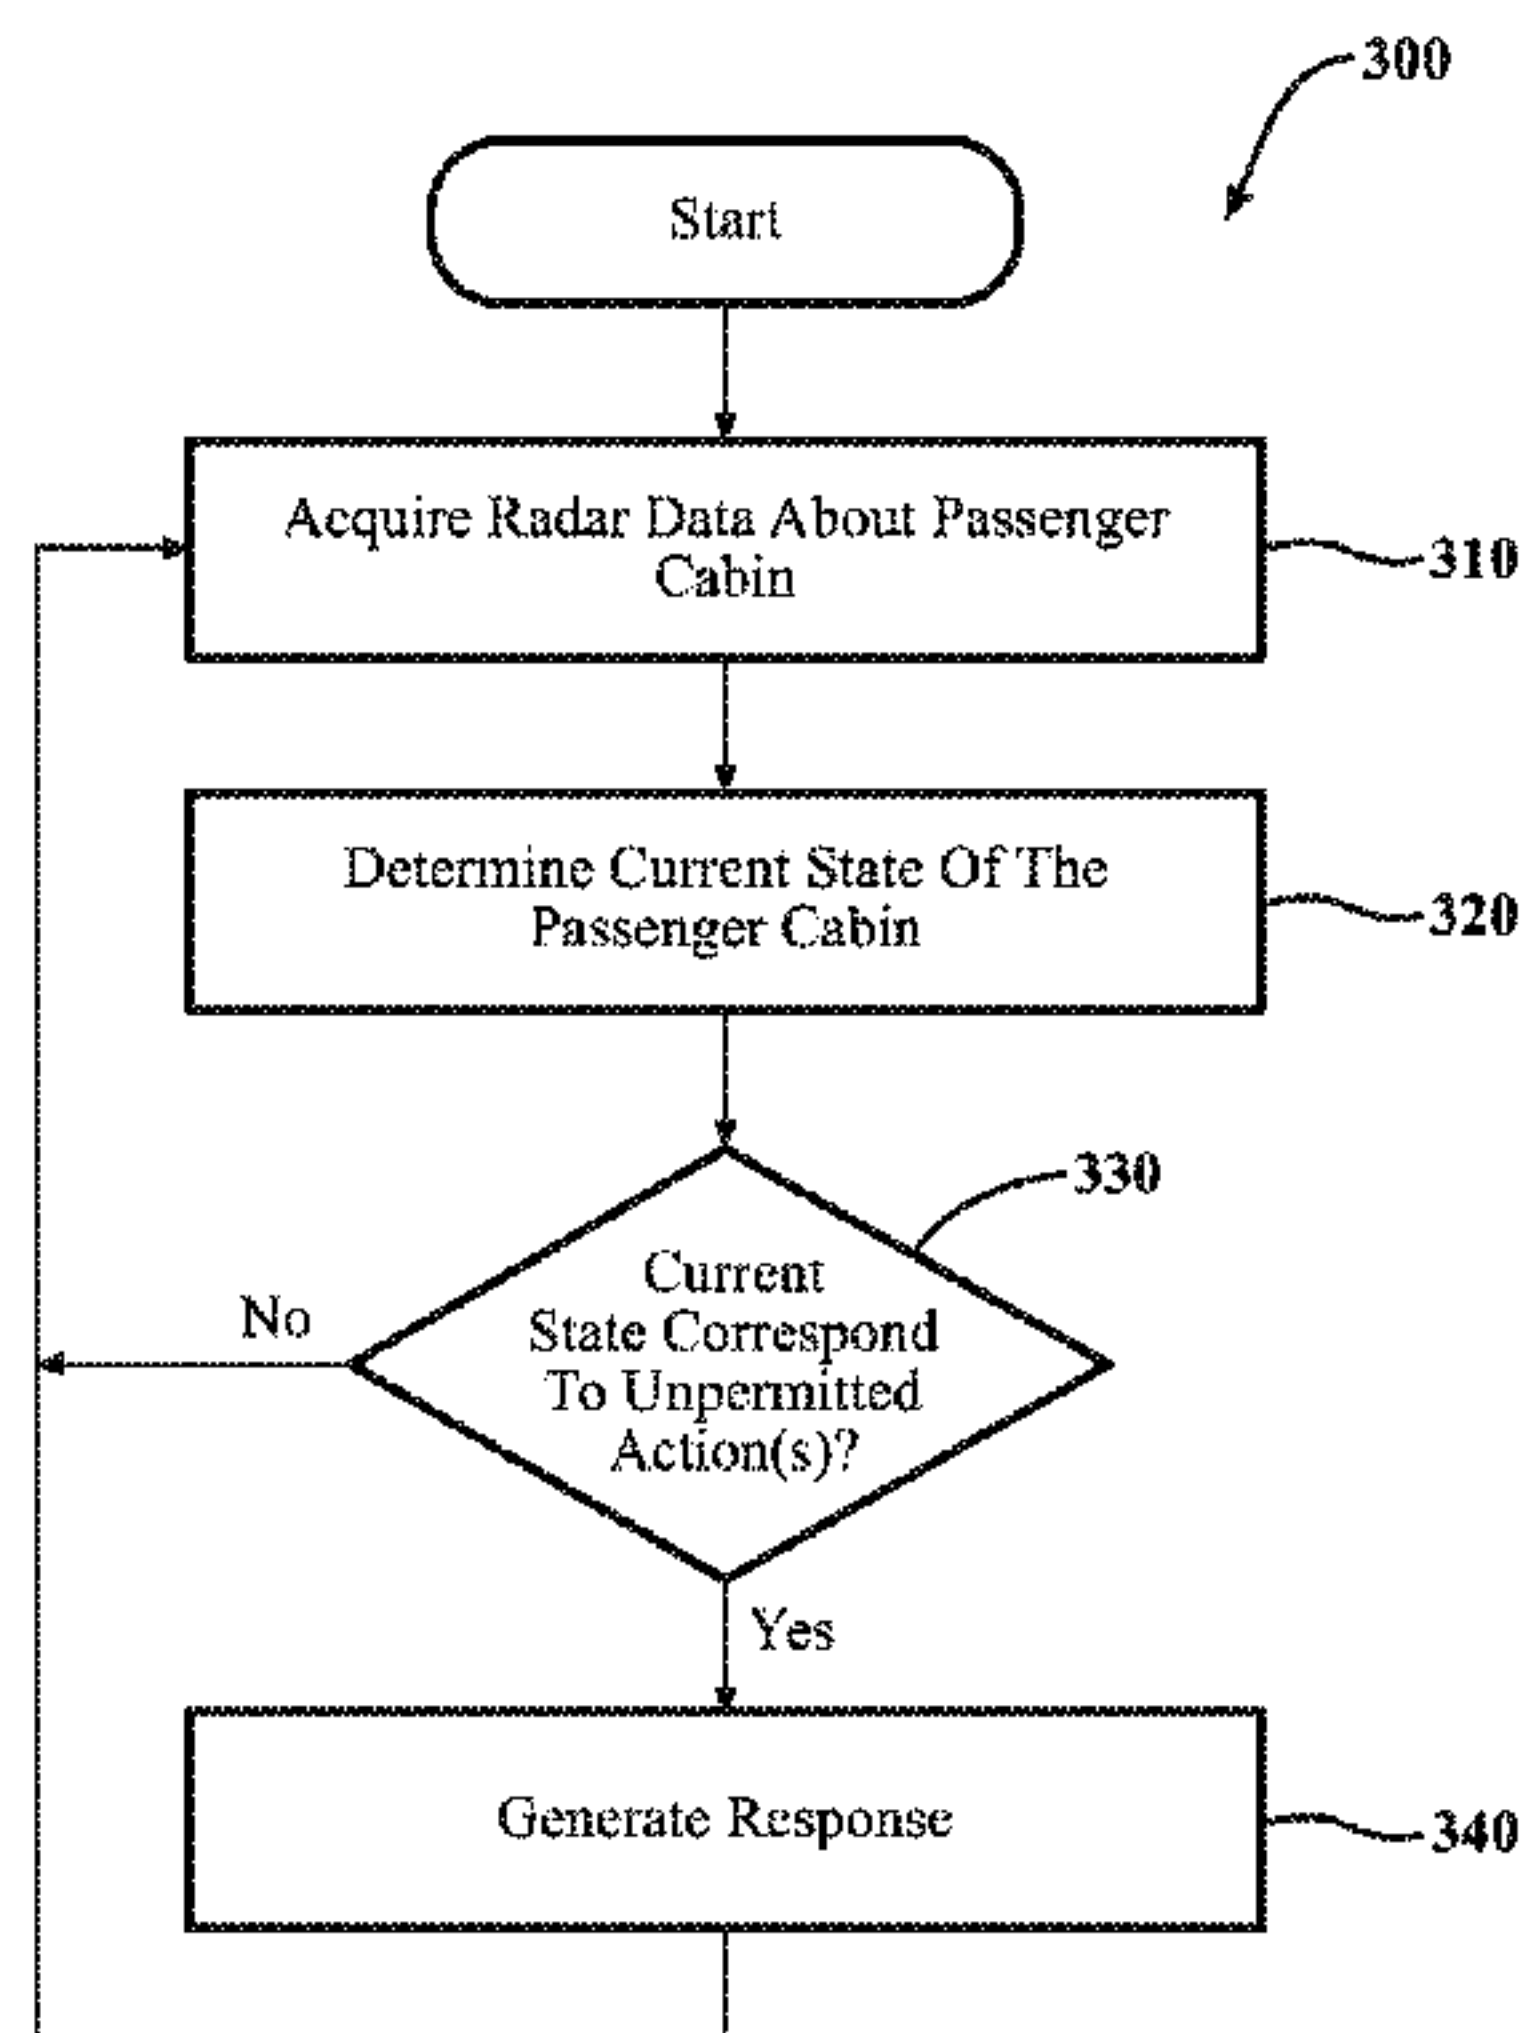 300
Start
Acquire Radar Data About Passenger
Cabin
310
Determine Current State Of The
Passenger Cabin
320
330
Current
State Correspond
To Unpermitted
Action(s)?
No
Yes
Generate Response
340